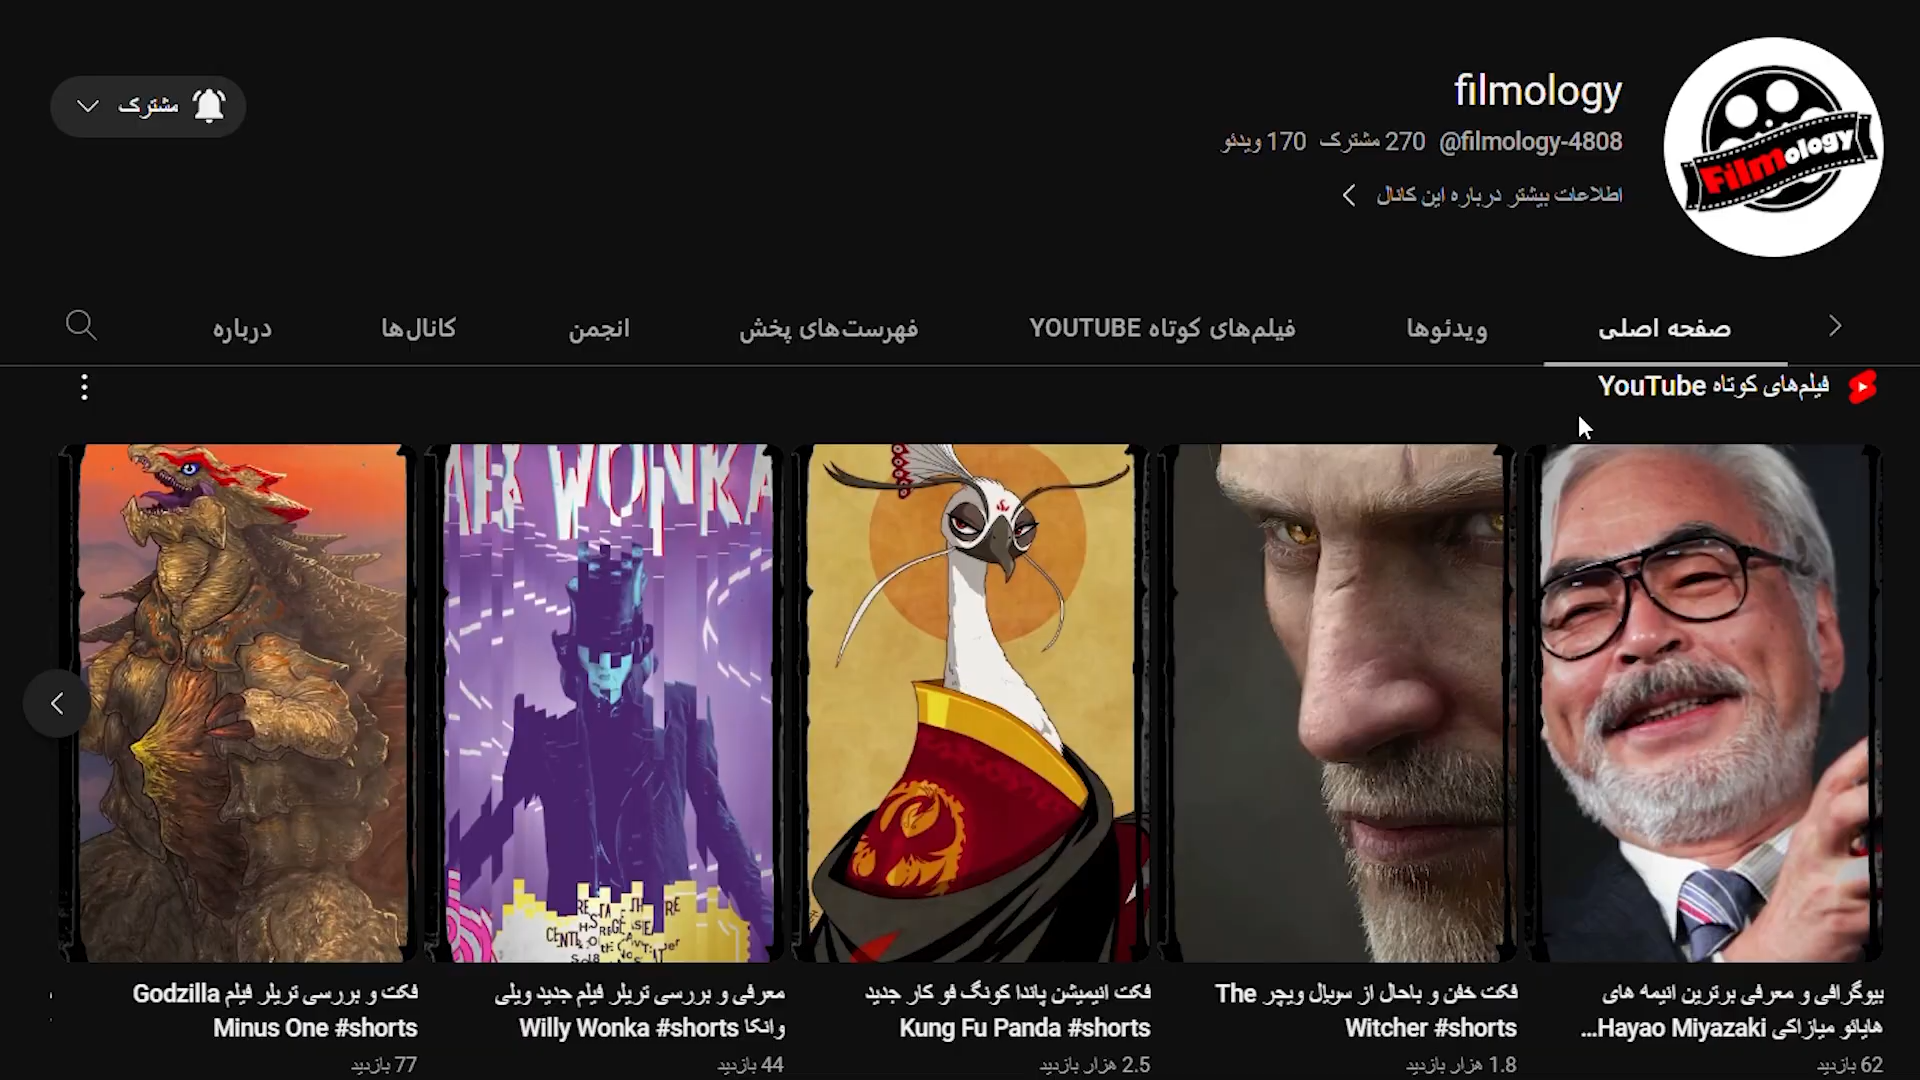 filmology
@filmology-4808 270 مشترک 170 ویدئو
اطلاعات بیشتر درباره این کانال
مشترک
Filmology
صفحه اصلی
ویدئوها
فیلم‌های کوتاه YOUTUBE
فهرست‌های پخش
انجمن
کانال‌ها
درباره
فیلم‌های کوتاه YouTube
WONKA
بیوگرافی و معرفی برترین انیمه های
هایائو میازاکی Hayao Miyazaki...
62 بازدید
فکت خفن و باحال از سویال ویچر The
Witcher #shorts
1.8 هزار بازدید
فکت انیمیشن پاندا کونگ فو کار جدید
Kung Fu Panda #shorts
2.5 هزار بازدید
معرفی و بررسی تریلر فیلم جدید ویلی
وانکا Willy Wonka #shorts
44 بازدید
فکت و بررسی تریلر فیلم Godzilla
Minus One #shorts
77 بازدید